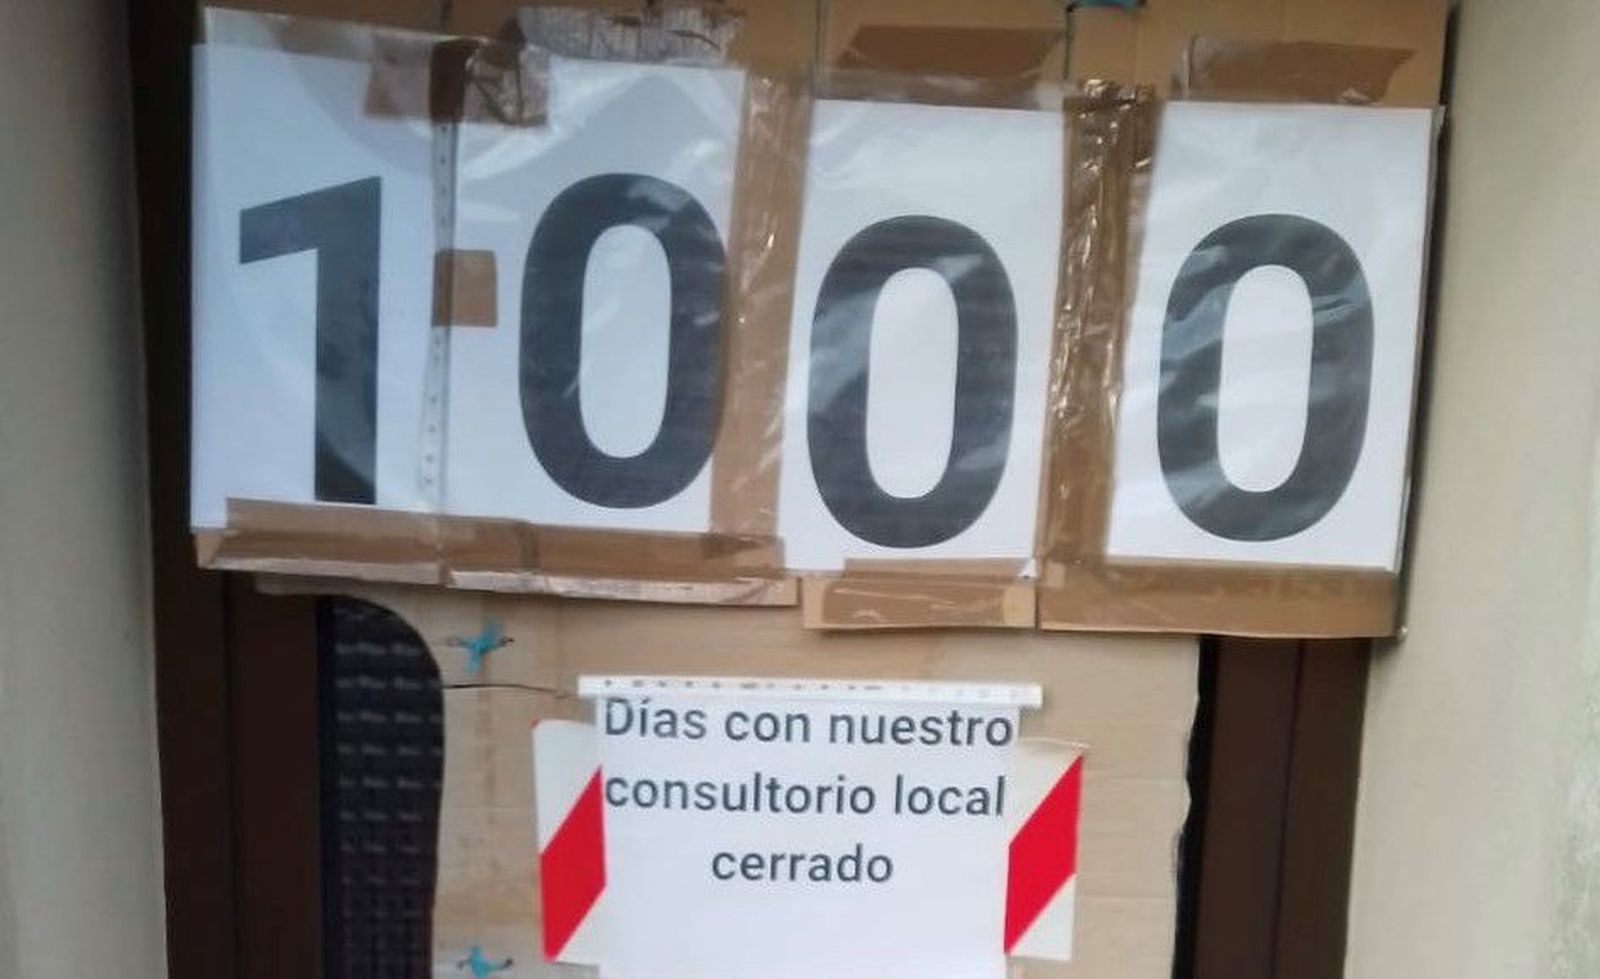 1000
Días con nuestro
consultorio local
cerrado